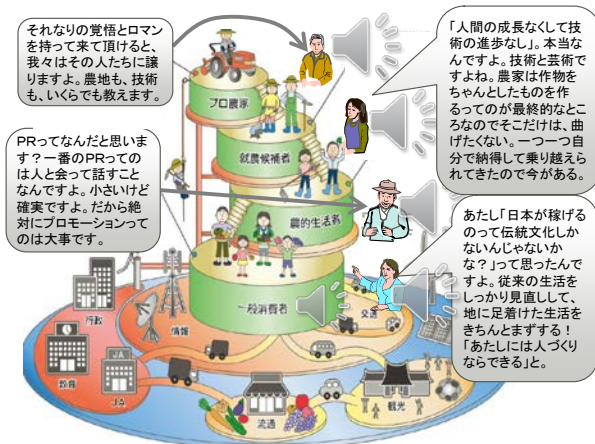 それなりの覚悟とロマン
を持って来て頂けると、
我々はその人たちに譲
りますよ。農地も、技術
も、いくらでも教えます。
「人間の成長なくして技
術の進歩なし」。本当な
んですよ。技術と芸術で
すよね。農家は作物を
ちゃんとしたものを作
るってのが最終的なとこ
ろなのでそこだけは、曲
げたくない。一つ一つ自
分で納得して乗り越えら
れてきたので今がある。
PRってなんだと思いま
す？一番のPRっての
は人と会って話すこと
なんですよ。小さいけど
確実ですよ。だから絶
対にプロモーションって
のは大事です。
あたし「日本が稼げる
のって伝統文化しか
ないんじゃないか
な？」って思ったんで
すよ。従来の生活を
しっかり見直しして、
地に足着けた生活を
きちんとまずする！
「あたしには人づくり
ならできる」と。
プロ農家
就農候補者
農的生活者
一般消費者
行政
情報
交通
教育
JA
JA
流通
観光